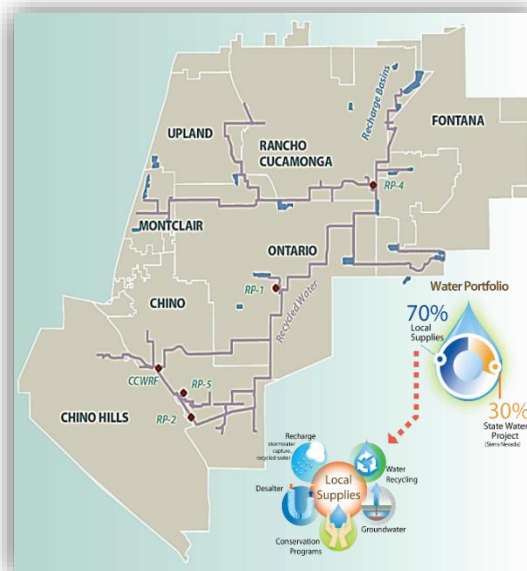 Recharge Basins
FONTANA
UPLAND
RANCHO
CUCAMONGA
RP-4
MONTCLAIR
ONTARIO
RP-1
Recycled Water
CHINO
CCWRF
RP-5
RP-2
CHINO HILLS
Water Portfolio
70%
Local
Supplies
30%
State Water
Project
(Sierra Nevada)
Recharge
stormwater
capture,
recycled water
Water
Recycling
Desalter
Local
Supplies
Groundwater
Conservation
Programs